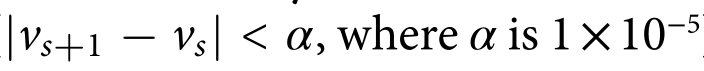 |v_{s+1} − v_s| < α, where α is 1 × 10^{−5}